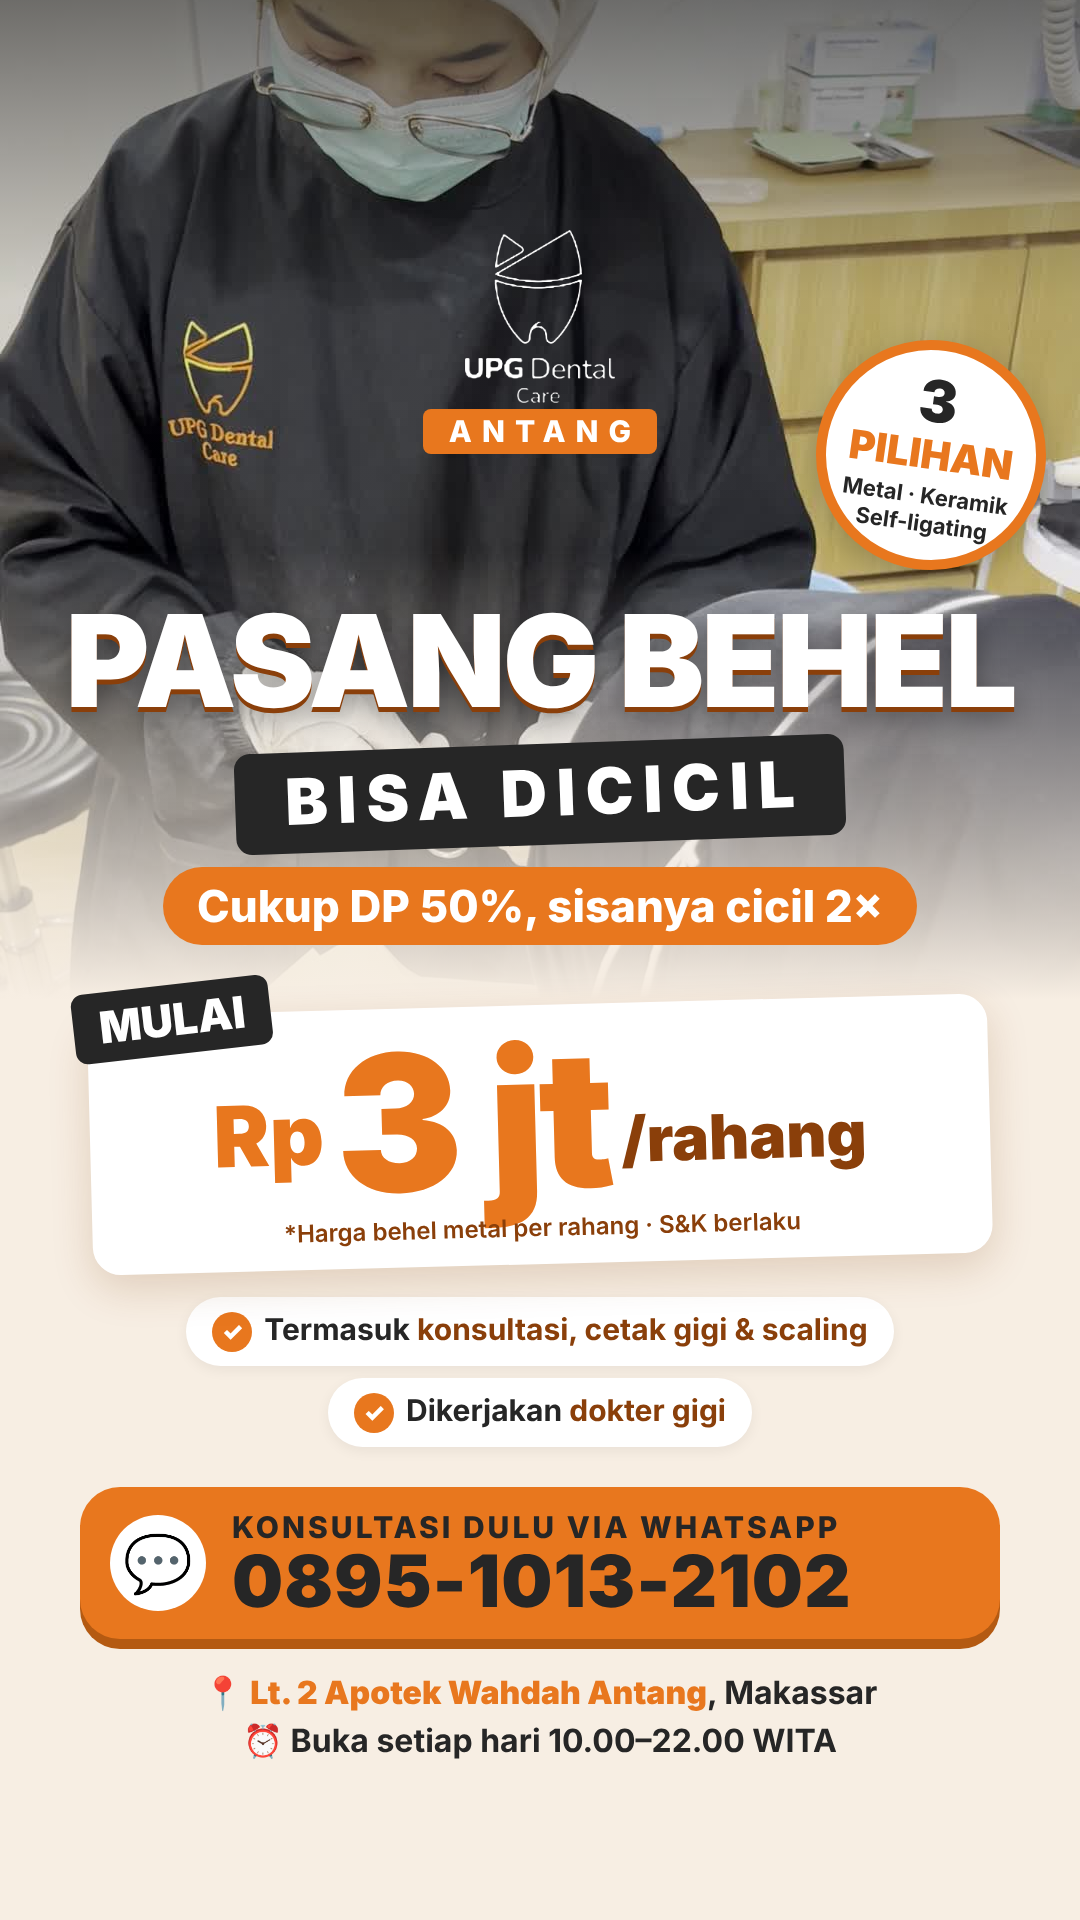 UPG Dental
Care
ANTANG
UPG Dental
Care
3
PILIHAN
Metal · Keramik
Self-ligating
PASANG BEHEL
BISA DICICIL
Cukup DP 50%, sisanya cicil 2×
MULAI
Rp 3 jt /rahang
*Harga behel metal per rahang · S&K berlaku
Termasuk konsultasi, cetak gigi & scaling
Dikerjakan dokter gigi
KONSULTASI DULU VIA WHATSAPP
0895-1013-2102
Lt. 2 Apotek Wahdah Antang, Makassar
Buka setiap hari 10.00–22.00 WITA